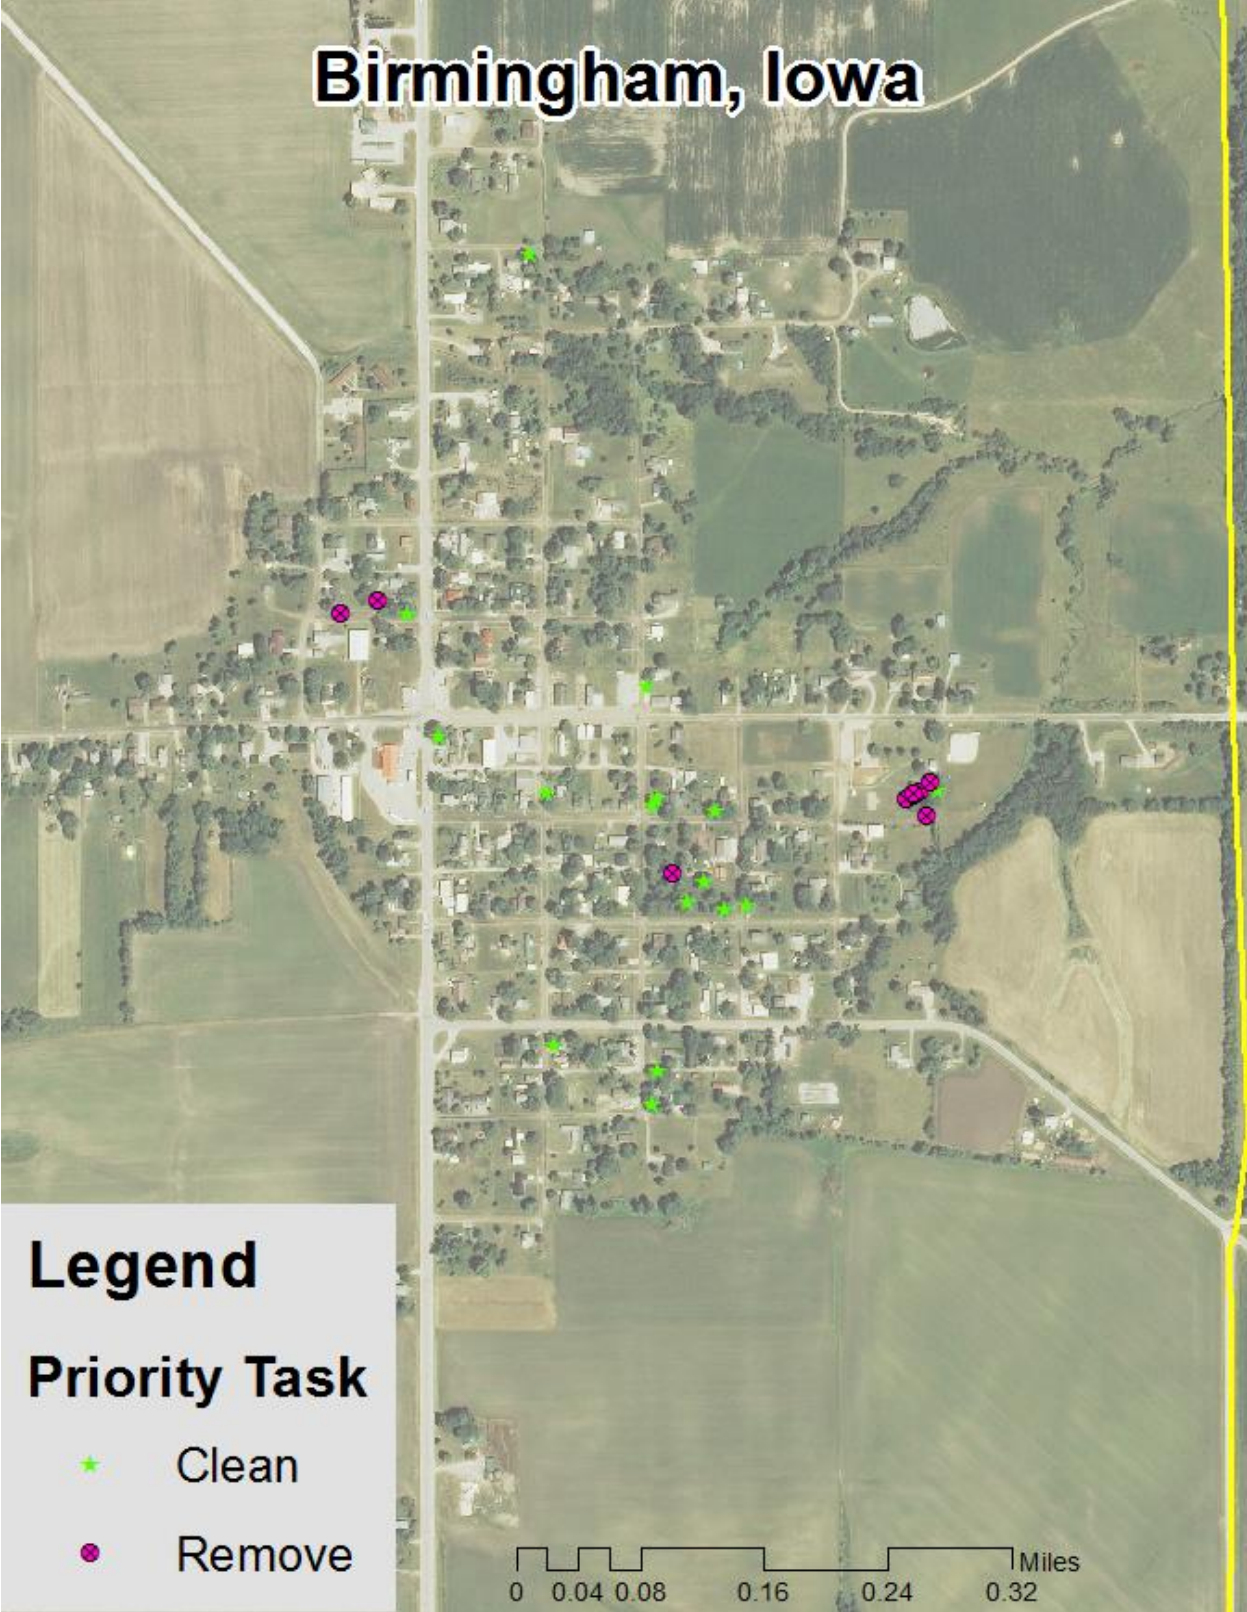 Birmingham, Iowa
Legend
Priority Task
Clean
Remove
Miles
0 0.04 0.08 0.16 0.24 0.32